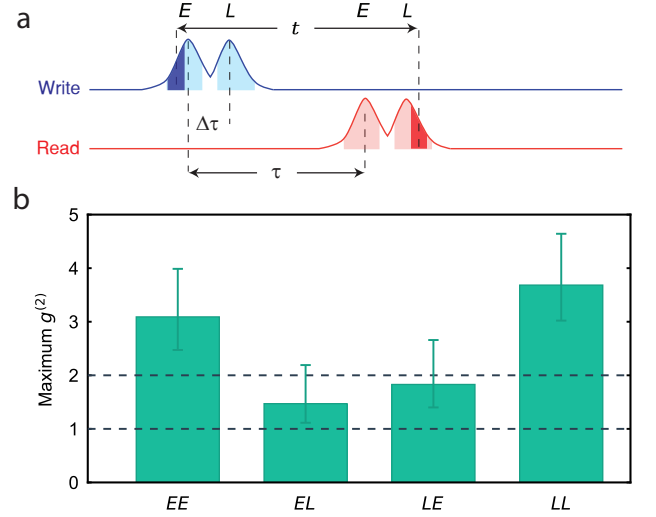 a
E L E L
t
Write
Δτ
Read
τ
b
Maximum g(2)
5
4
3
2
1
0
EE EL LE LL